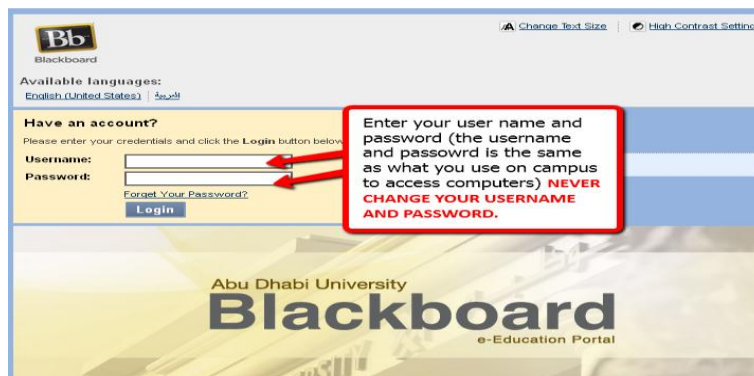 Bb
Blackboard
Change Text Size
High Contrast Setting
Available languages:
English (United States) العربية
Have an account?
Please enter your credentials and click the Login button below
Username:
Password:
Forget Your Password?
Login
Enter your user name and
password (the username
and passowrd is the same
as what you use on campus
to access computers) NEVER
CHANGE YOUR USERNAME
AND PASSWORD.
Abu Dhabi University
Blackboard
e-Education Portal